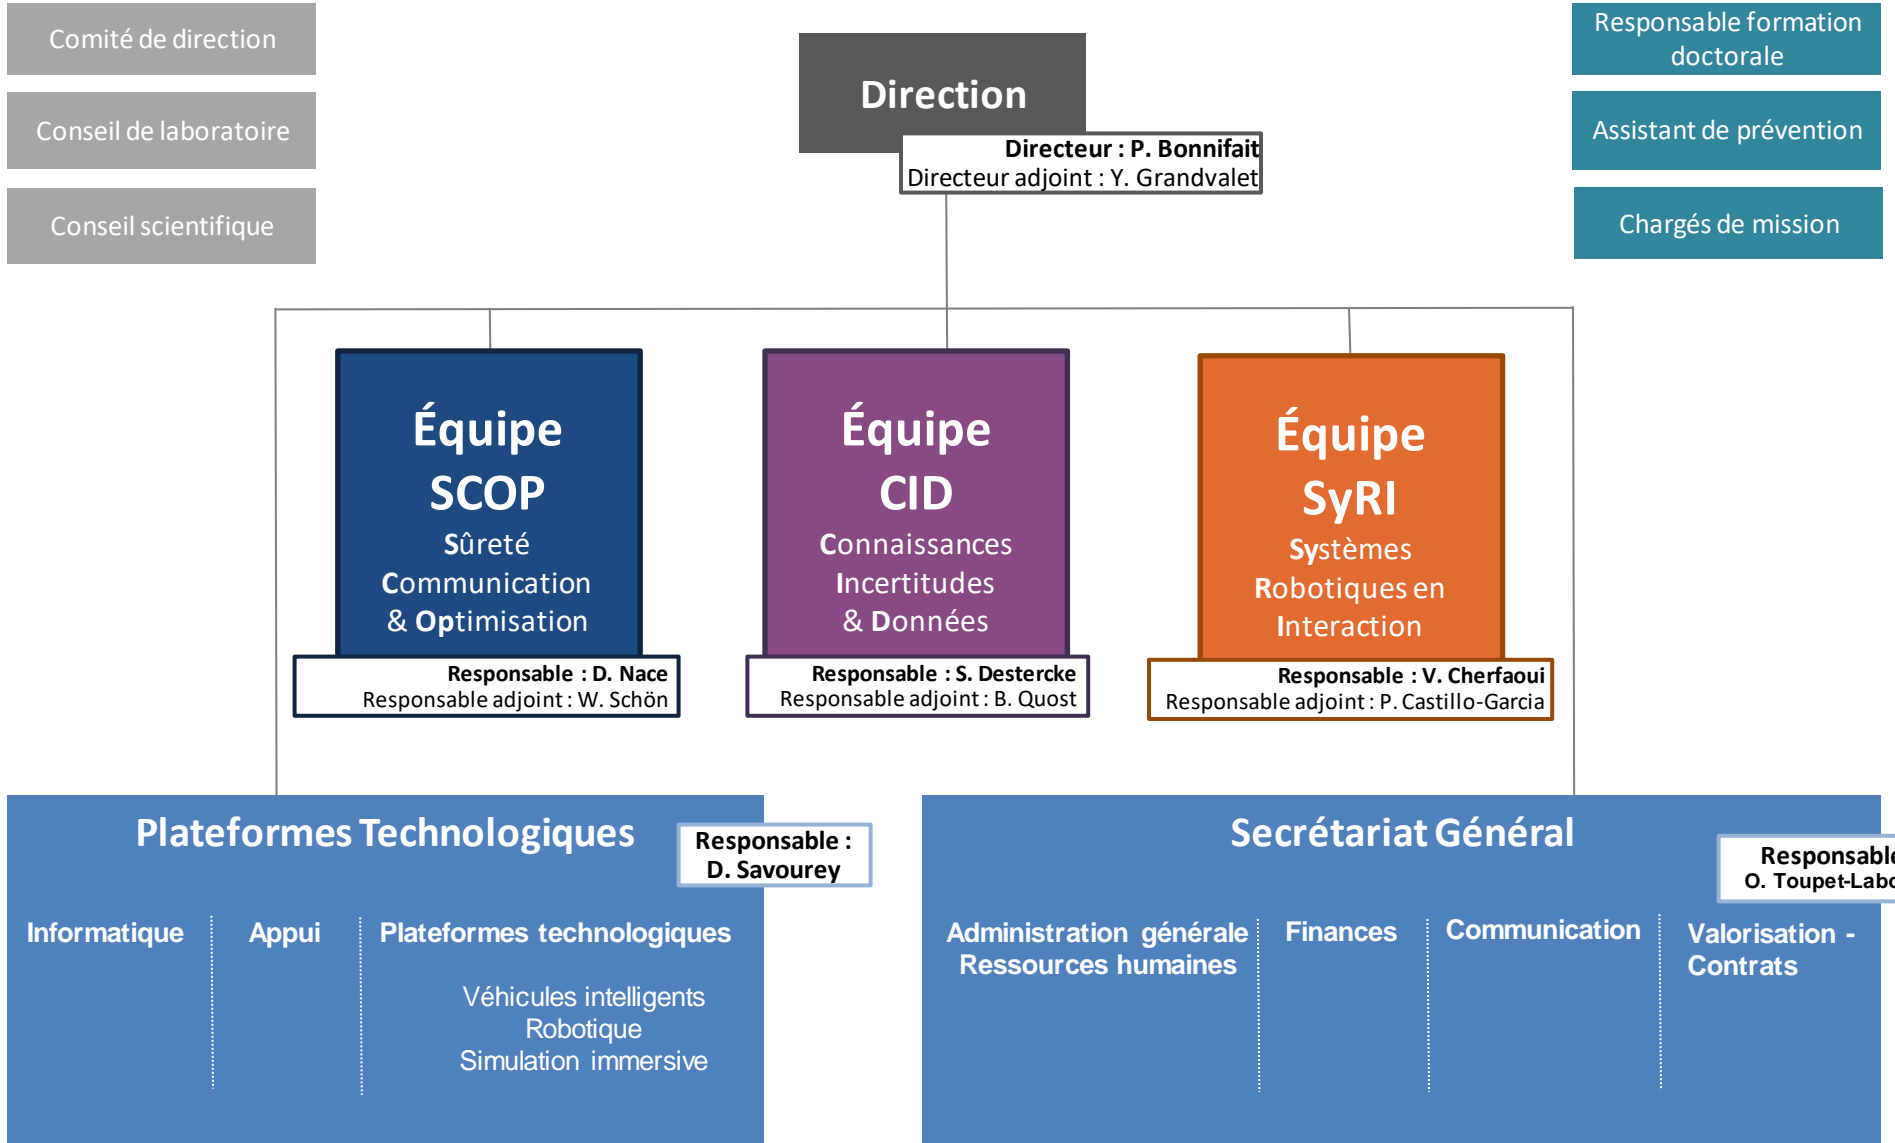 Comité de direction
Conseil de laboratoire
Conseil scientifique
Direction
Directeur : P. Bonnifait
Directeur adjoint : Y. Grandvalet
Responsable formation
doctorale
Assistant de prévention
Chargés de mission
Équipe
SCOP
Sûreté
Communication
& Optimisation
Responsable : D. Nace
Responsable adjoint : W. Schön
Équipe
CID
Connaissances
Incertitudes
& Données
Responsable : S. Destercke
Responsable adjoint : B. Quost
Équipe
SyRI
Systèmes
Robotiques en
Interaction
Responsable : V. Cherfaoui
Responsable adjoint : P. Castillo-Garcia
Plateformes Technologiques
Responsable :
D. Savourey
Informatique
Appui
Plateformes technologiques
Véhicules intelligents
Robotique
Simulation immersive
Secrétariat Général
Responsable
O.
Administration générale
Ressources humaines
Finances
Communication
Valorisation -
Contrats